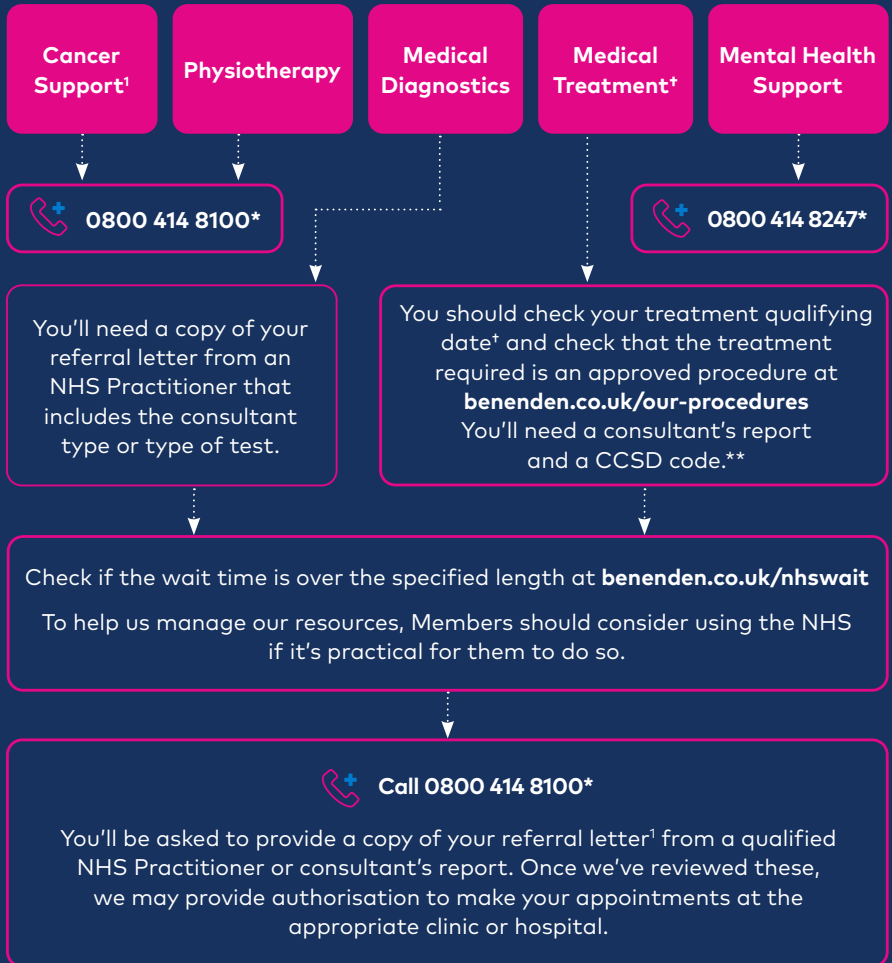 Cancer
Support¹
Physiotherapy
Medical
Diagnostics
Medical
Treatment†
Mental Health
Support
0800 414 8100*
0800 414 8247*
You'll need a copy of your
referral letter from an
NHS Practitioner that
includes the consultant
type or type of test.
You should check your treatment qualifying
date† and check that the treatment
required is an approved procedure at
benenden.co.uk/our-procedures
You'll need a consultant's report
and a CCSD code.**
Check if the wait time is over the specified length at benenden.co.uk/nhswait
To help us manage our resources, Members should consider using the NHS
if it's practical for them to do so.
Call 0800 414 8100*
You'll be asked to provide a copy of your referral letter¹ from a qualified
NHS Practitioner or consultant's report. Once we've reviewed these,
we may provide authorisation to make your appointments at the
appropriate clinic or hospital.